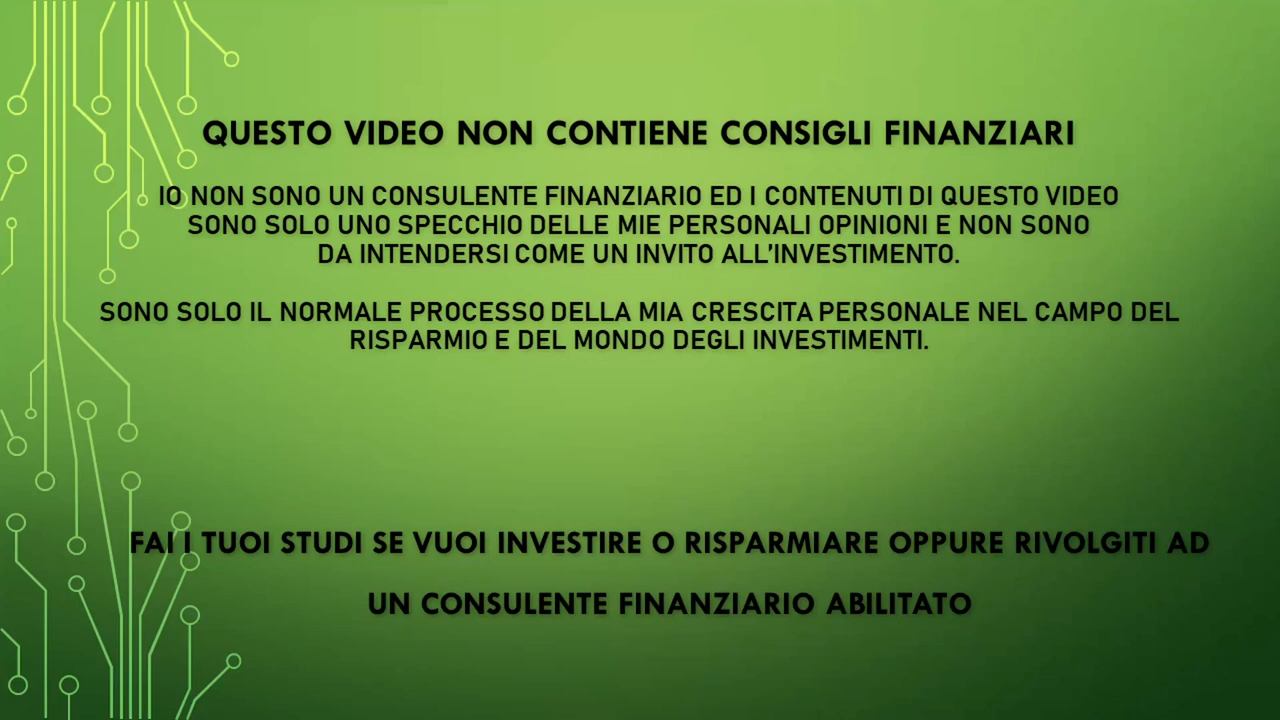 QUESTO VIDEO NON CONTIENE CONSIGLI FINANZIARI
IO NON SONO UN CONSULENTE FINANZIARIO ED I CONTENUTI DI QUESTO VIDEO
SONO SOLO UNO SPECCHIO DELLE MIE PERSONALI OPINIONI E NON SONO
DA INTENDERSI COME UN INVITO ALL'INVESTIMENTO.
SONO SOLO IL NORMALE PROCESSO DELLA MIA CRESCITA PERSONALE NEL CAMPO DEL
RISPARMIO E DEL MONDO DEGLI INVESTIMENTI.
FAI I TUOI STUDI SE VUOI INVESTIRE O RISPARMIARE OPPURE RIVOLGITI AD
UN CONSULENTE FINANZIARIO ABILITATO